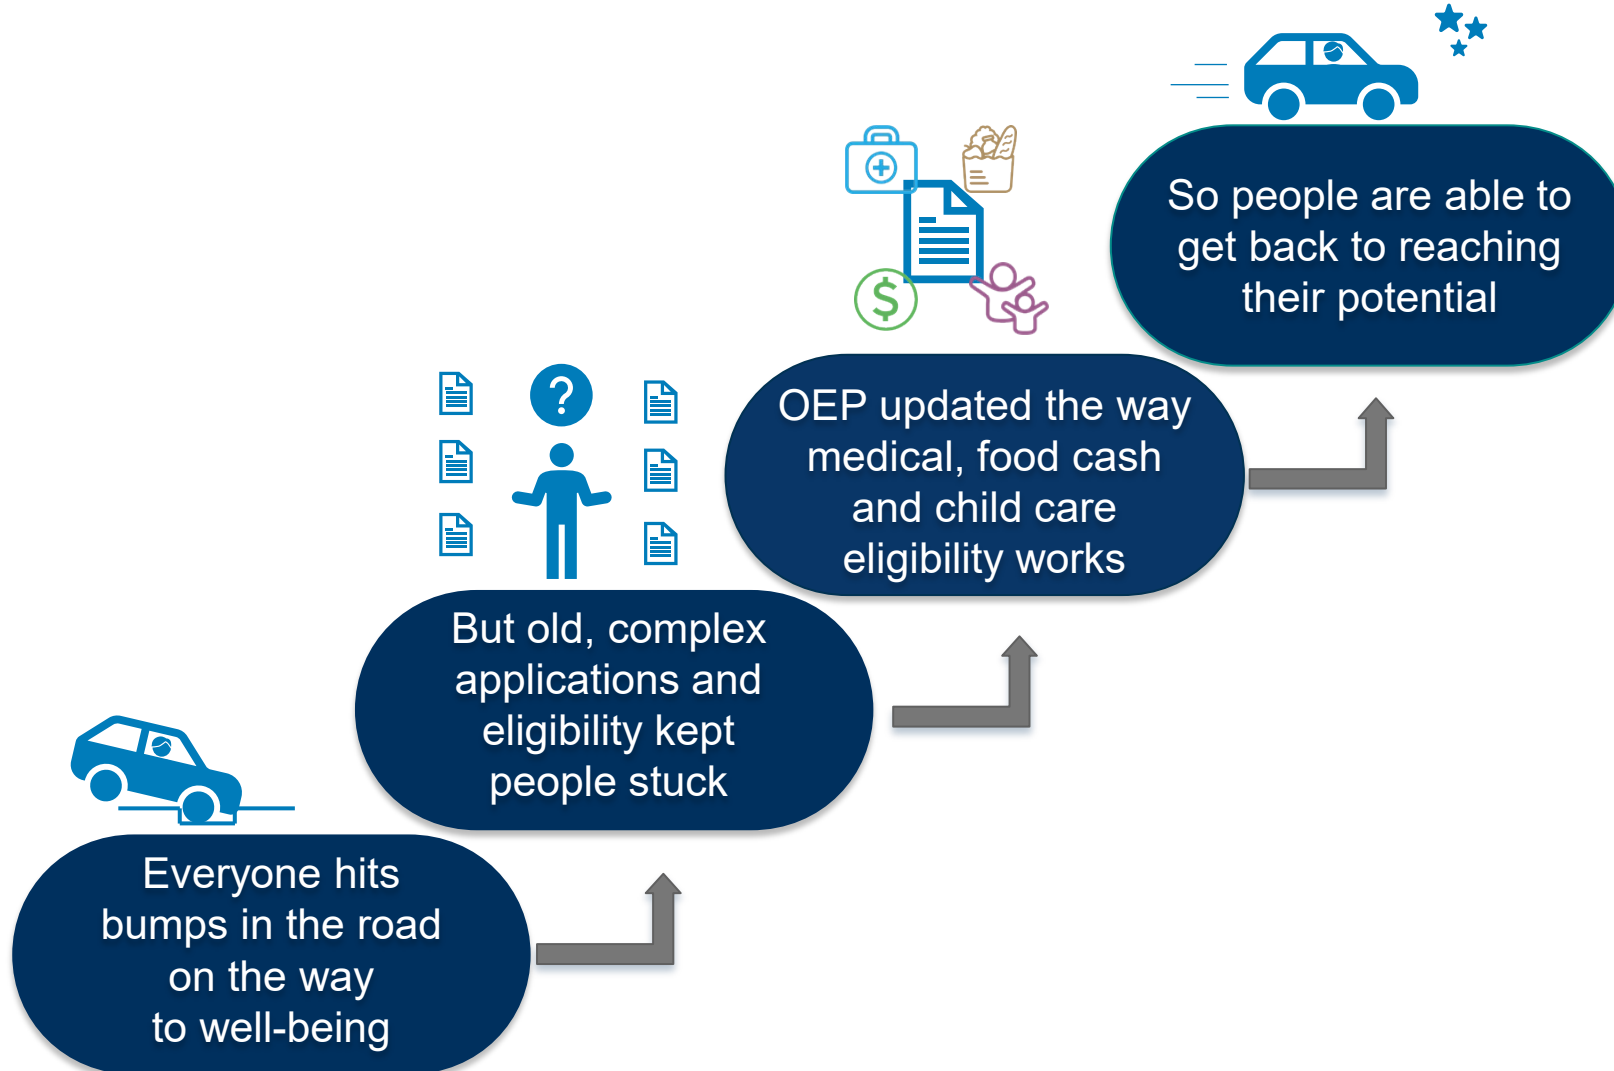 So people are able to
get back to reaching
their potential
OEP updated the way
medical, food cash
and child care
eligibility works
But old, complex
applications and
eligibility kept
people stuck
Everyone hits
bumps in the road
on the way
to well-being